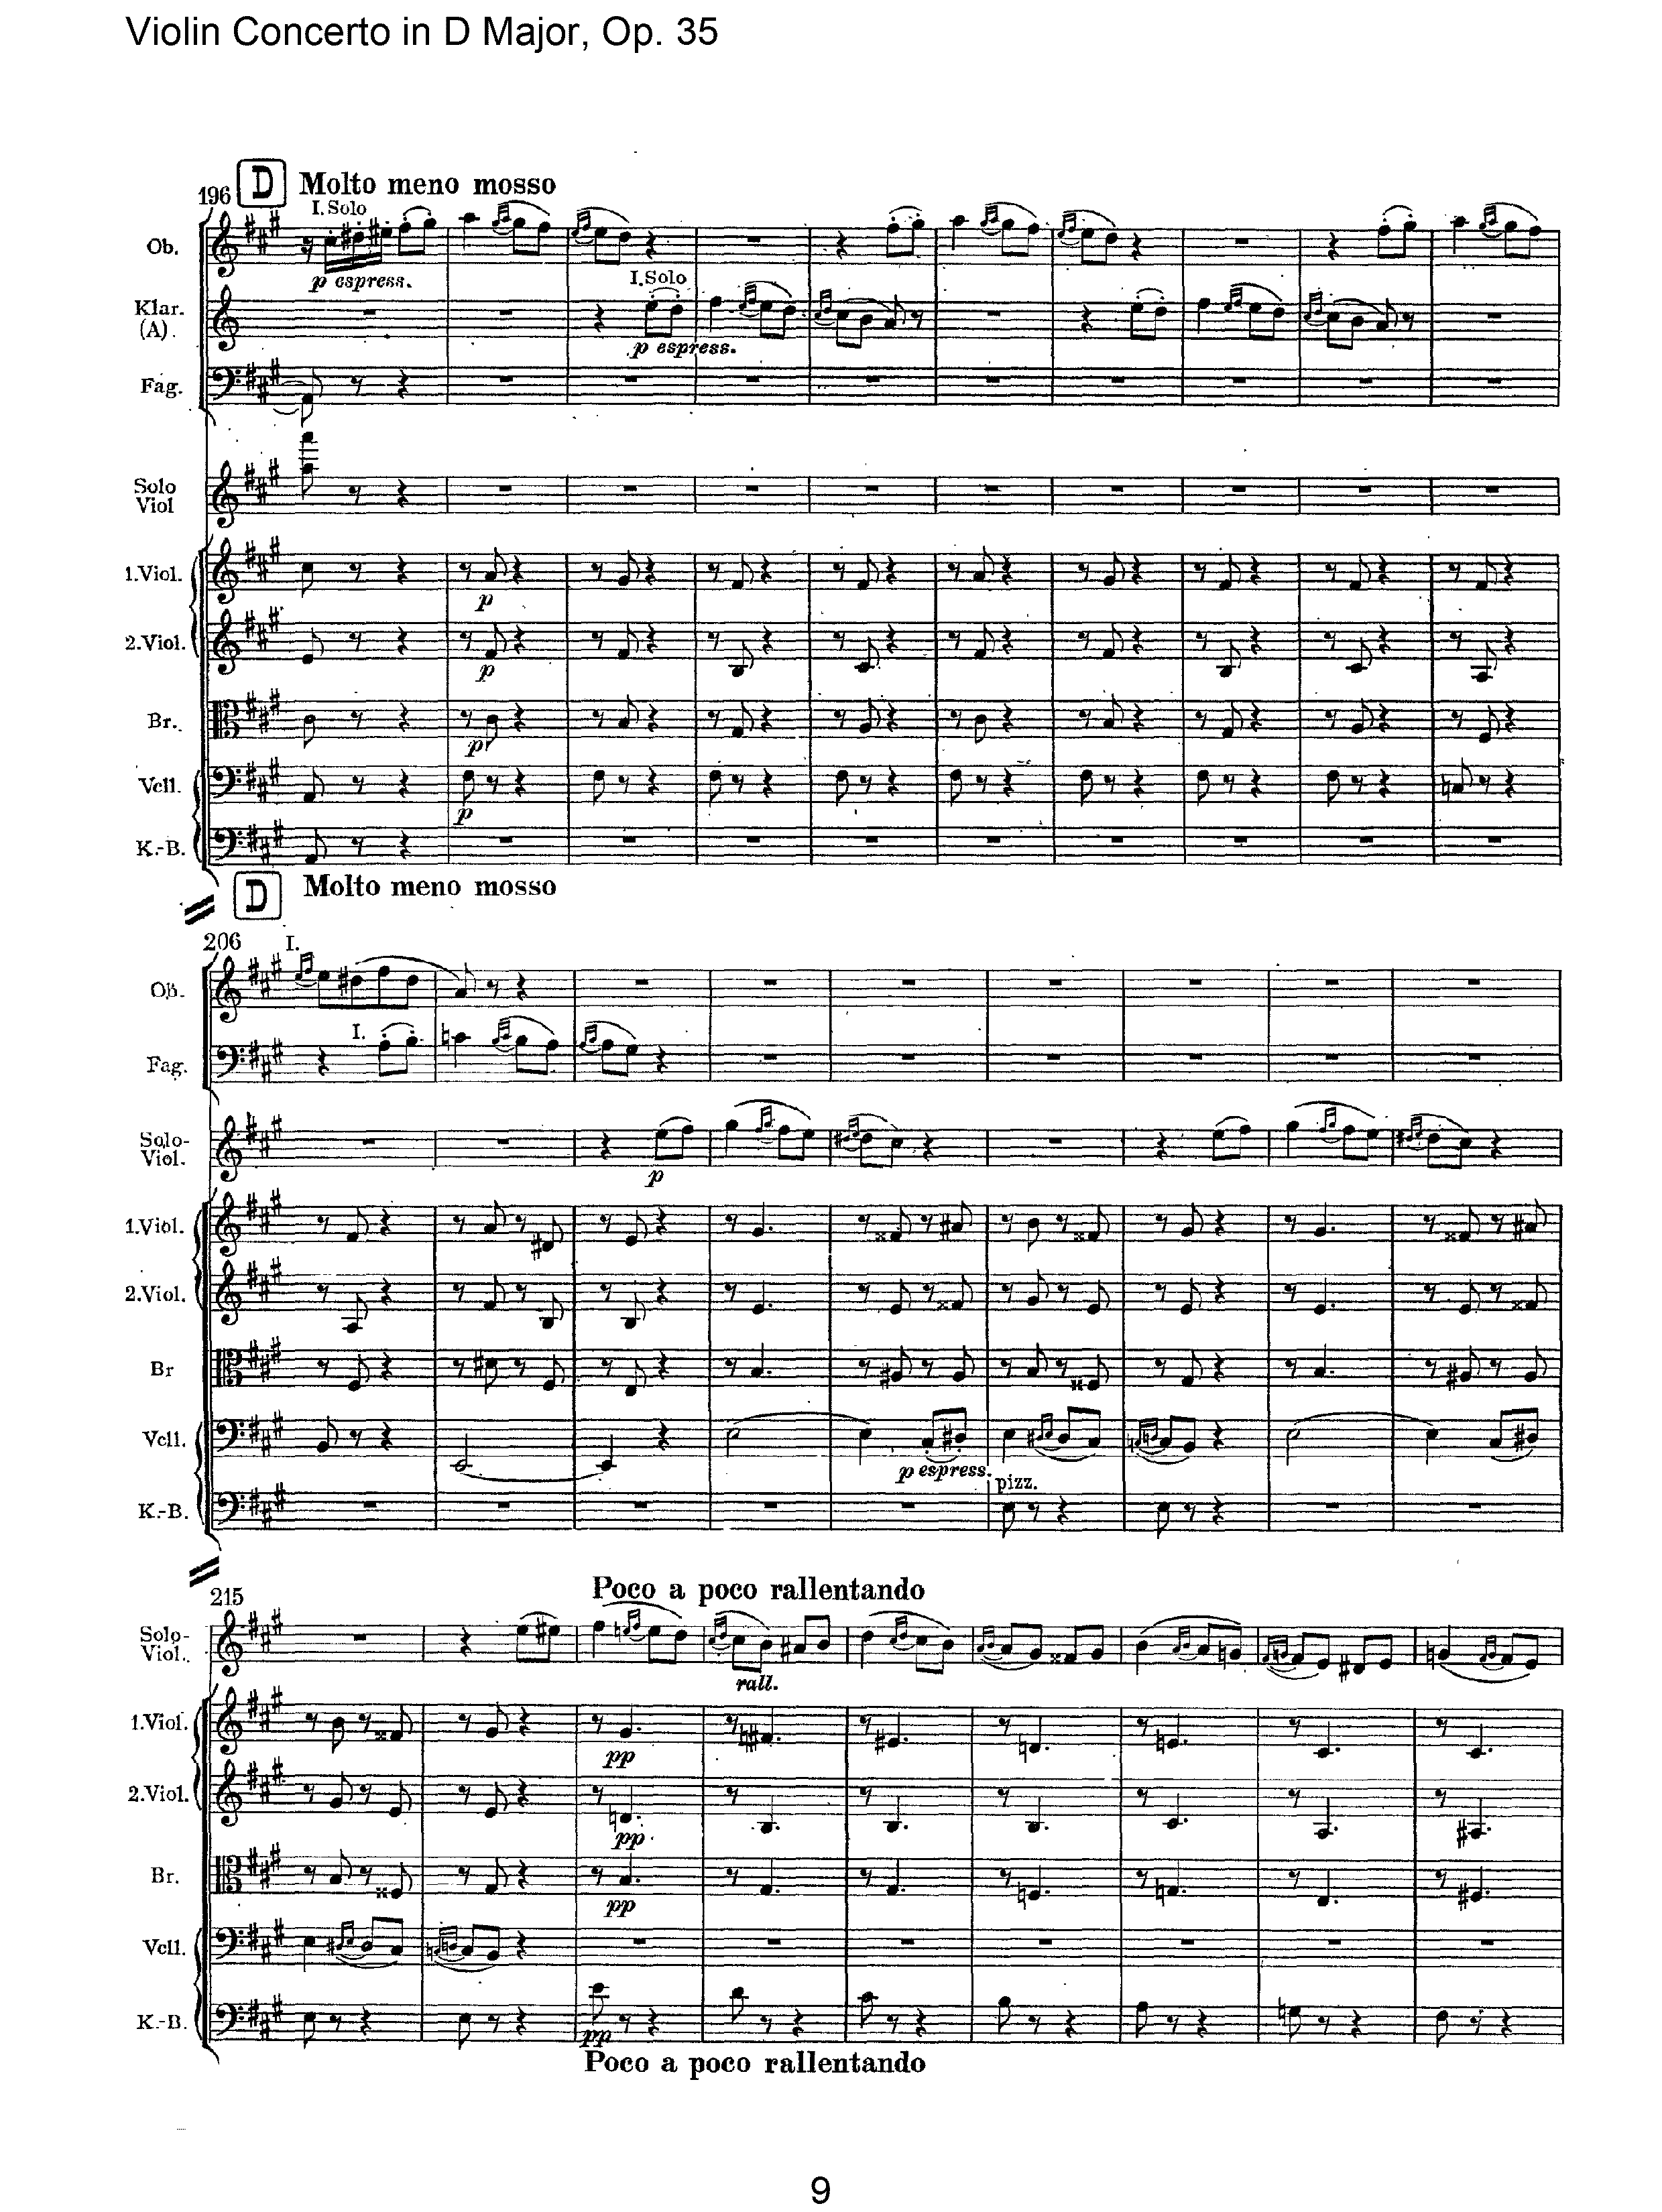 Violin Concerto in D Major, Op. 35
196 D Molto meno mosso
I. Solo
Ob.
p espress.
I. Solo
Klar.
(A).
p espress.
Fag.
Solo
Viol
1.Viol.
p
2.Viol.
p
Br.
p
Vcll.
p
K.-B.
D Molto meno mosso
206 I.
Ob.
I.
Fag.
Solo-
Viol.
p
1.Viol.
2.Viol.
Br
Vcll.
p espress.
pizz.
K.-B.
215 Poco a poco rallentando
Solo-
Viol.
rall.
1.Viol.
pp
2.Viol.
pp
Br.
pp
Vcll.
K.-B.
pp
Poco a poco rallentando
9